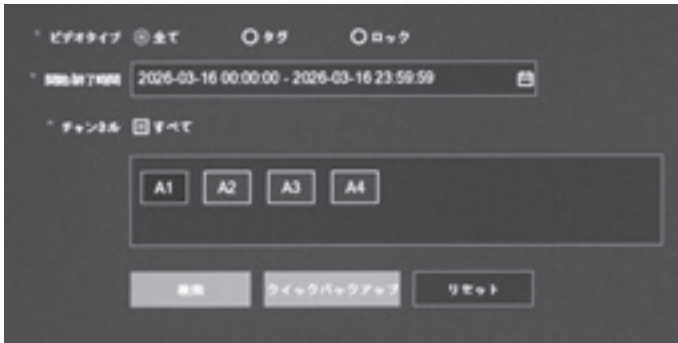 * ビデオタイプ 全て タグ ロック
* 開始/終了時間 2026-03-16 00:00:00 - 2026-03-16 23:59:59
* チャンネル すべて
A1 A2 A3 A4
検索 クイックバックアップ リセット